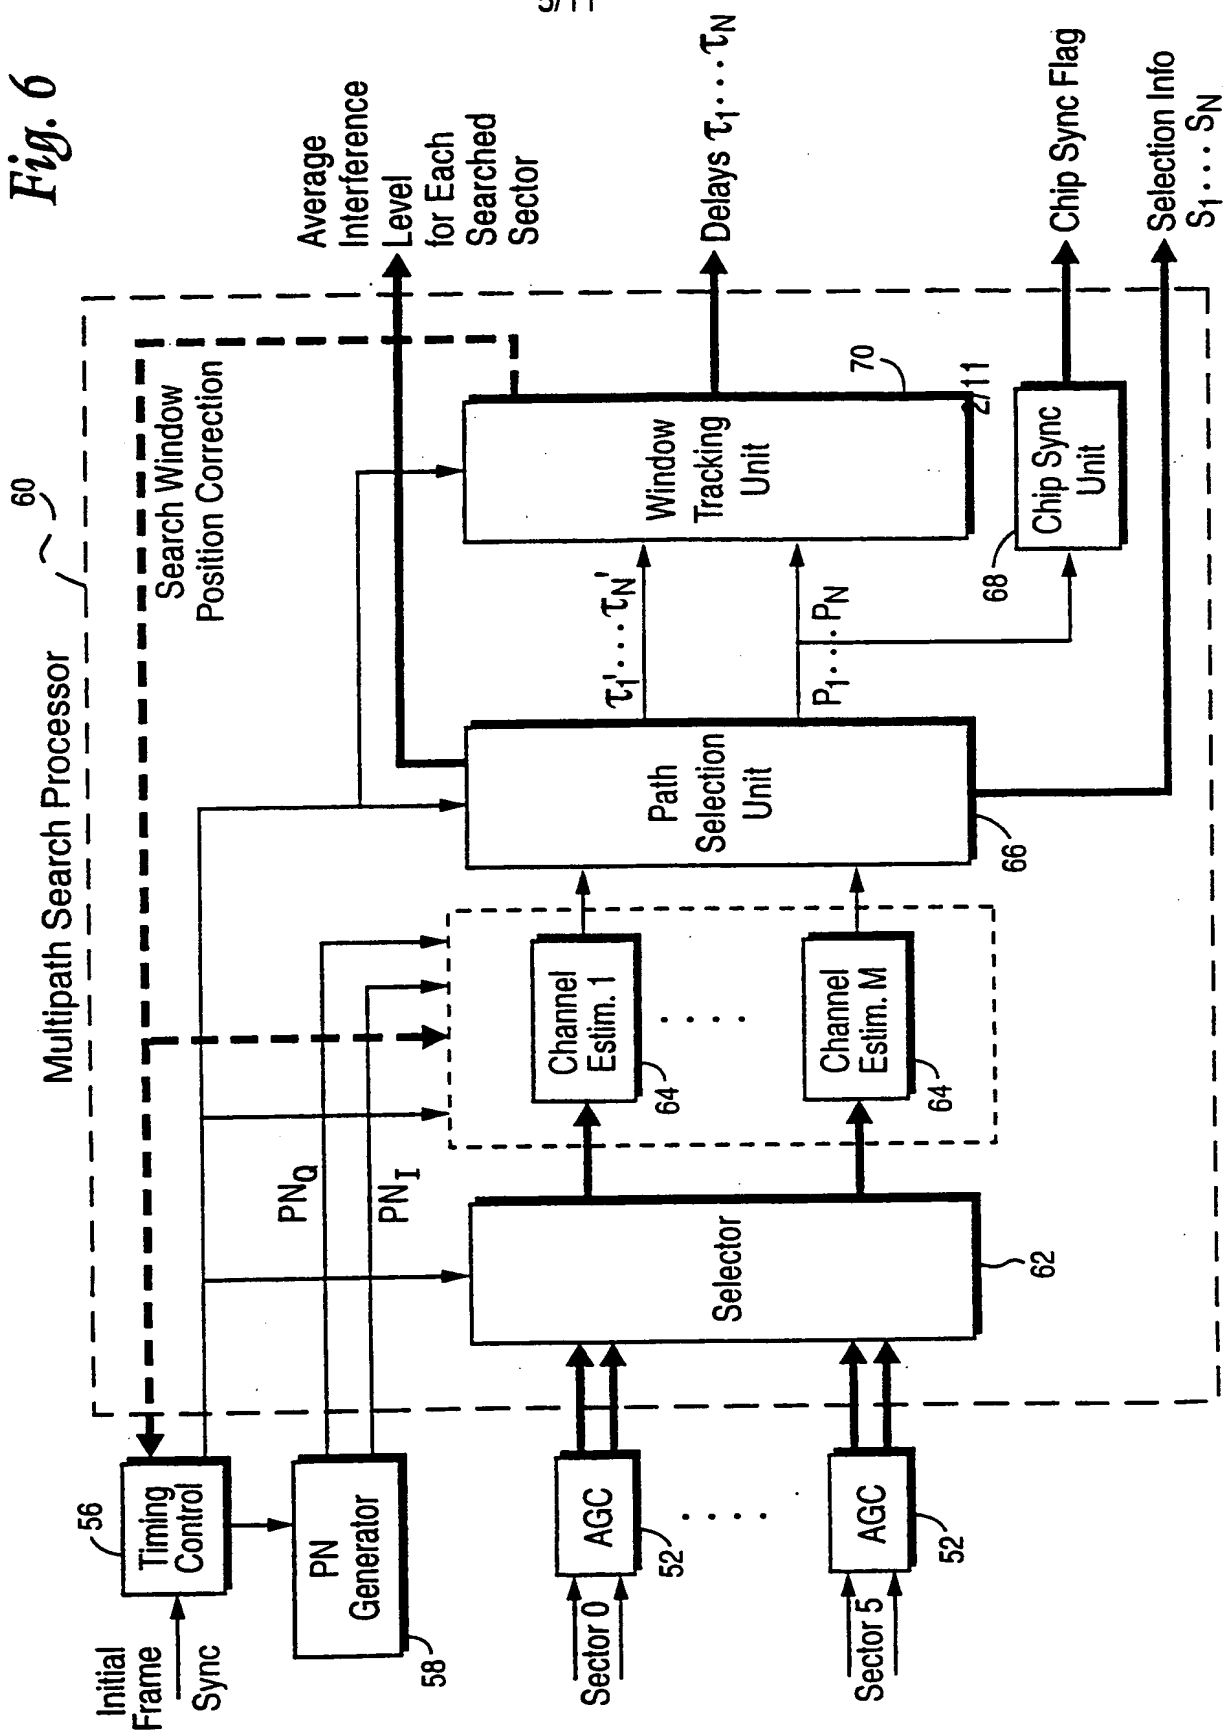 5/11
Fig. 6
Multipath Search Processor
60
Initial
Frame
Sync
56
Timing
Control
PN
Generator
58
Search Window
Position Correction
Average
Interference
Level
for Each
Searched
Sector
PNQ
PNI
Sector 0
AGC
52
. . . .
Sector 5
AGC
52
Selector
62
Channel
Estim. 1
64
. . . .
Channel
Estim. M
64
Path
Selection
Unit
66
τ1'....τN'
P1....PN
Window
Tracking
Unit
70
2/11
Delays τ1....τN
68
Chip Sync
Unit
Chip Sync Flag
Selection Info
S1....SN